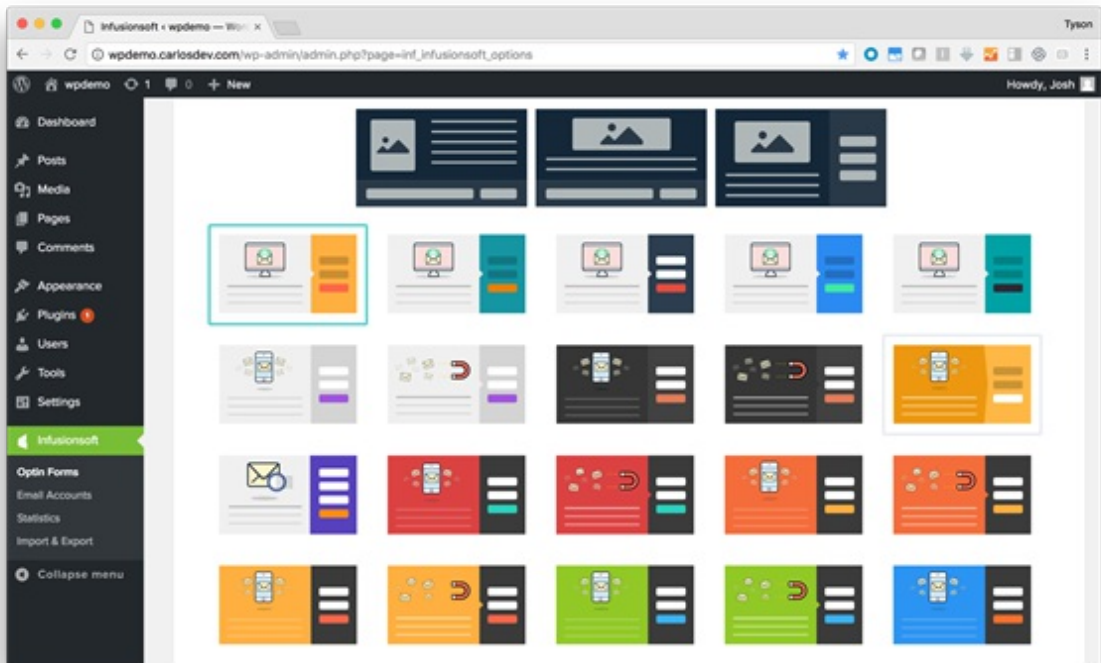 Infusionsoft ‹ wpdemo — Wor
Tyson
wpdemo.carlosdev.com/wp-admin/admin.php?page=inf_infusionsoft_options
wpdemo 1 0 + New
Howdy, Josh
Dashboard
Posts
Media
Pages
Comments
Appearance
Plugins
Users
Tools
Settings
Infusionsoft
Optin Forms
Email Accounts
Statistics
Import & Export
Collapse menu